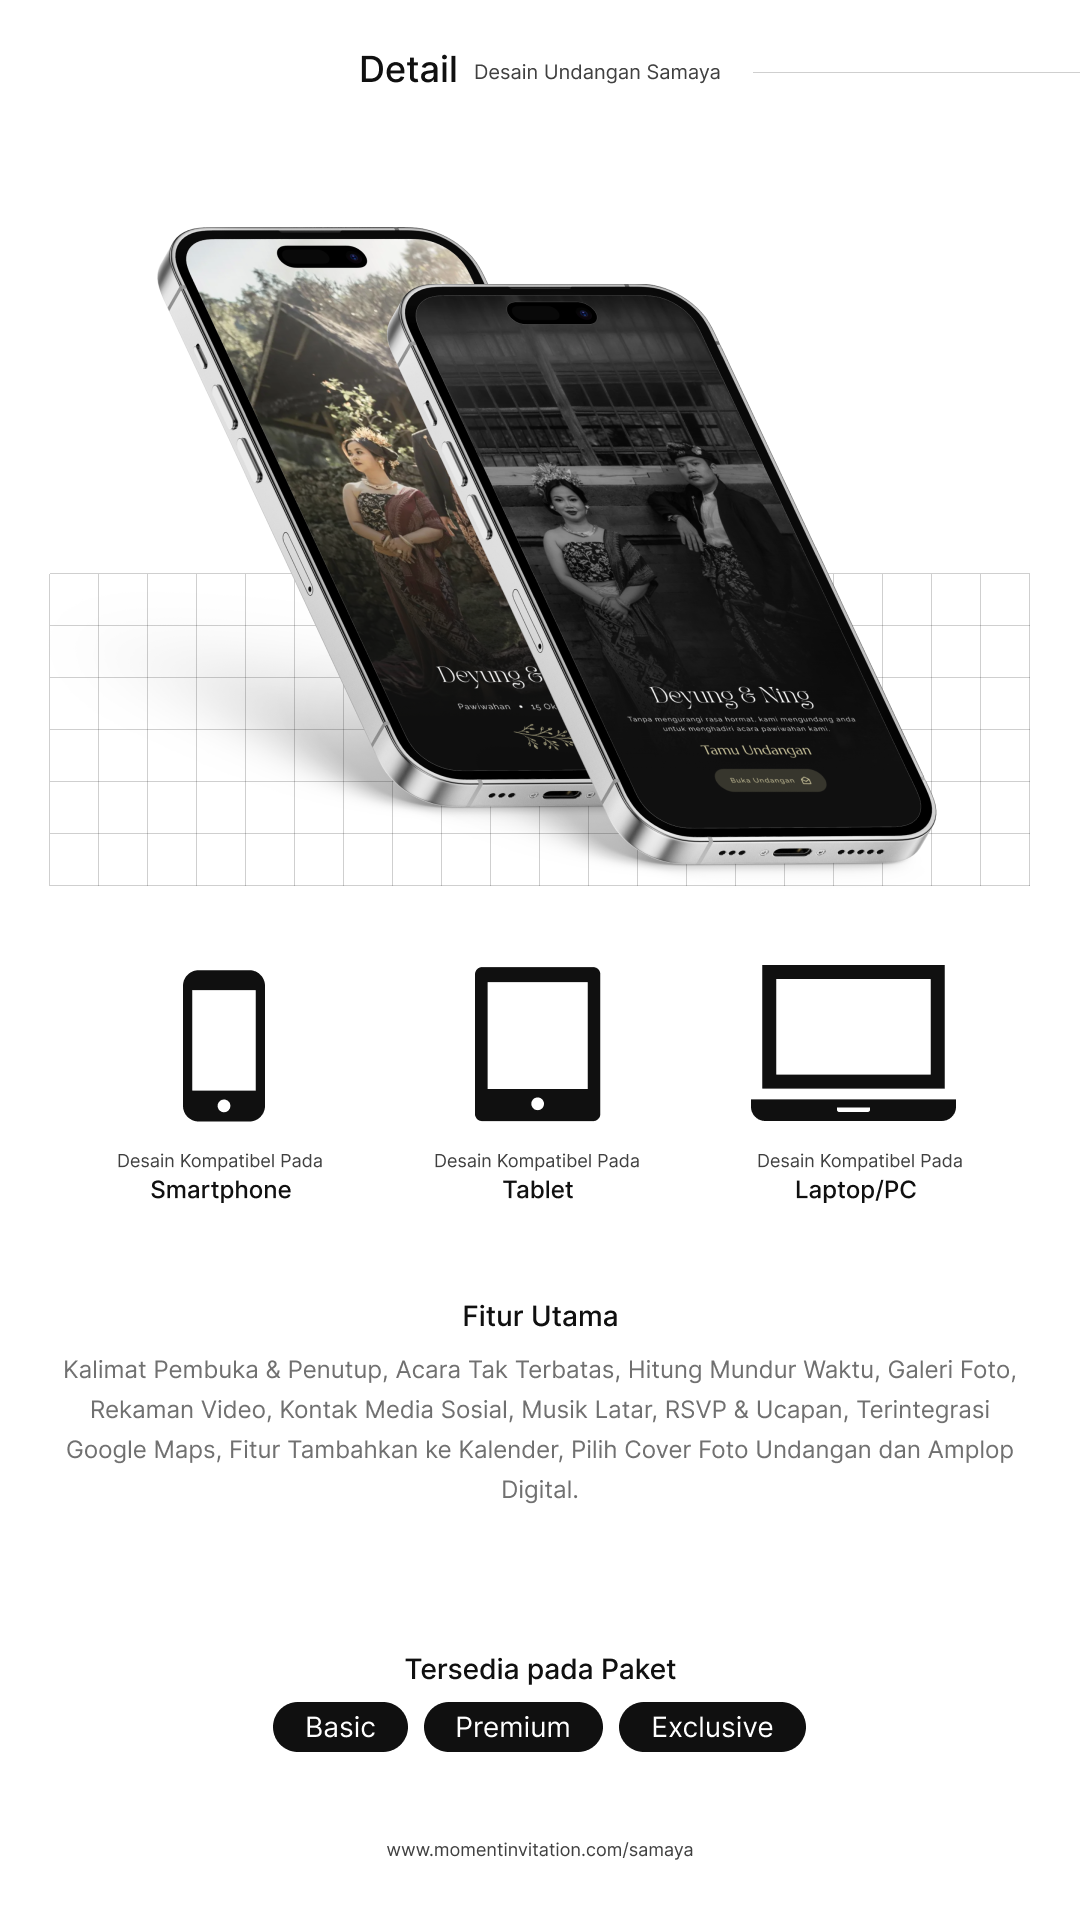 Detail Desain Undangan Samaya
Deyung &
Pawiwahan • 15 Ok
Deyung & Ning
Tanpa mengurangi rasa hormat, kami mengundang anda
untuk menghadiri acara pawiwahan kami.
Tamu Undangan
Buka Undangan
Desain Kompatibel Pada
Smartphone
Desain Kompatibel Pada
Tablet
Desain Kompatibel Pada
Laptop/PC
Fitur Utama
Kalimat Pembuka & Penutup, Acara Tak Terbatas, Hitung Mundur Waktu, Galeri Foto,
Rekaman Video, Kontak Media Sosial, Musik Latar, RSVP & Ucapan, Terintegrasi
Google Maps, Fitur Tambahkan ke Kalender, Pilih Cover Foto Undangan dan Amplop
Digital.
Tersedia pada Paket
Basic Premium Exclusive
www.momentinvitation.com/samaya